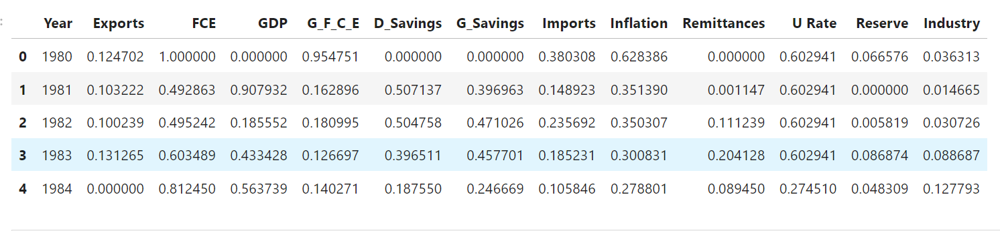 Year Exports FCE GDP G_F_C_E D_Savings G_Savings Imports Inflation Remittances U Rate Reserve Industry
0 1980 0.124702 1.000000 0.000000 0.954751 0.000000 0.000000 0.380308 0.628386 0.000000 0.602941 0.066576 0.036313
1 1981 0.103222 0.492863 0.907932 0.162896 0.507137 0.396963 0.148923 0.351390 0.001147 0.602941 0.000000 0.014665
2 1982 0.100239 0.495242 0.185552 0.180995 0.504758 0.471026 0.235692 0.350307 0.111239 0.602941 0.005819 0.030726
3 1983 0.131265 0.603489 0.433428 0.126697 0.396511 0.457701 0.185231 0.300831 0.204128 0.602941 0.086874 0.088687
4 1984 0.000000 0.812450 0.563739 0.140271 0.187550 0.246669 0.105846 0.278801 0.089450 0.274510 0.048309 0.127793